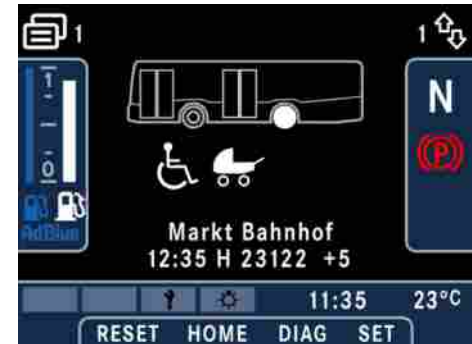 1 1
1
0
AdBlue
N
(P)
Markt Bahnhof
12:35 H 23122 +5
11:35 23°C
RESET HOME DIAG SET